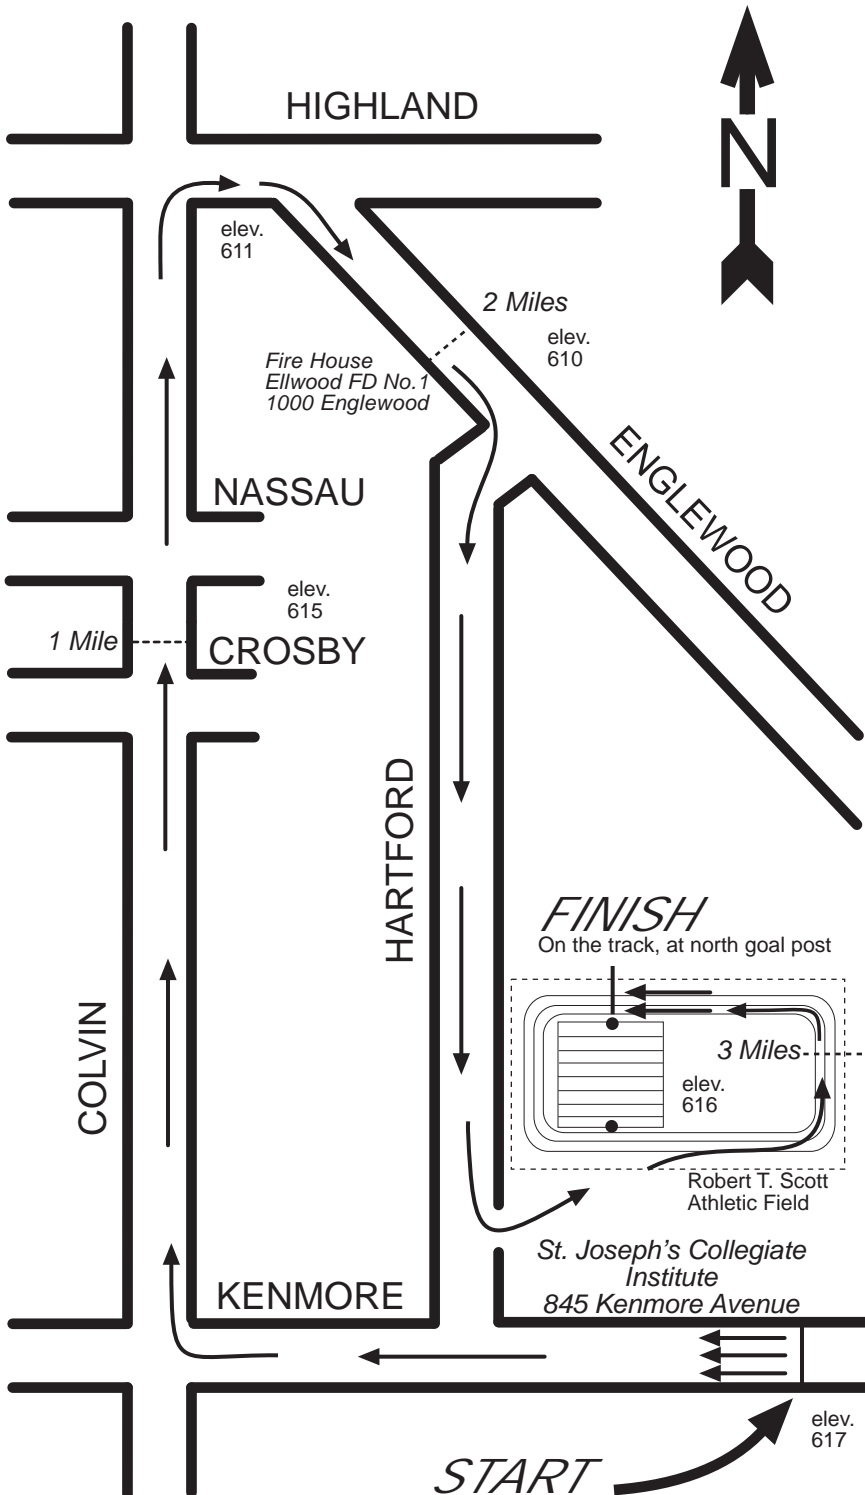 HIGHLAND
N
elev.
611
2 Miles
elev.
610
Fire House
Ellwood FD No.1
1000 Englewood
ENGLEWOOD
NASSAU
elev.
615
1 Mile
CROSBY
HARTFORD
FINISH
On the track, at north goal post
COLVIN
3 Miles
elev.
616
Robert T. Scott
Athletic Field
St. Joseph's Collegiate
Institute
845 Kenmore Avenue
KENMORE
elev.
617
START